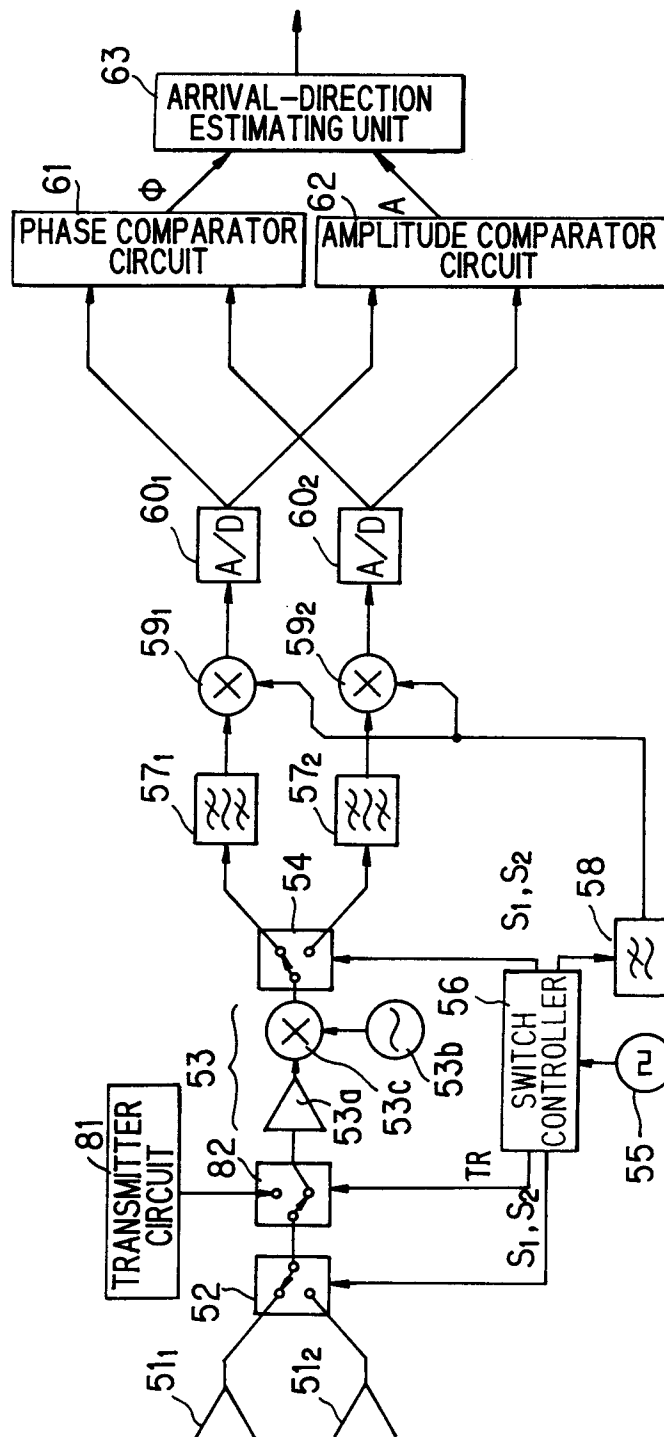 51₁
51₂
52
TRANSMITTER
CIRCUIT
81
82
53
53a
53c
53b
54
TR
S₁, S₂
SWITCH
CONTROLLER
56
55
S₁, S₂
58
57₁
57₂
59₁
59₂
60₁
A/D
60₂
A/D
PHASE COMPARATOR
CIRCUIT
61
Φ
AMPLITUDE COMPARATOR
CIRCUIT
62
A
ARRIVAL-DIRECTION
ESTIMATING UNIT
63